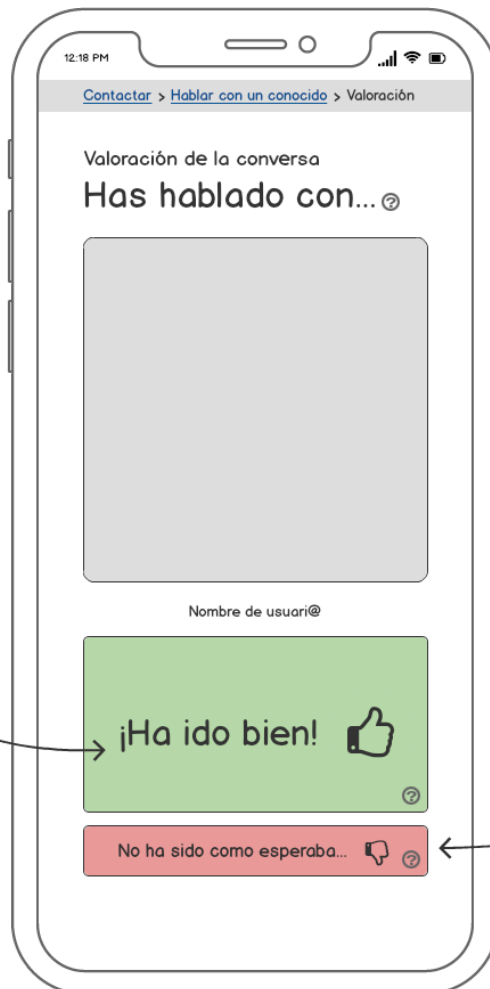 12:18 PM
Contactar > Hablar con un conocido > Valoración
Valoración de la conversa
Has hablado con... ?
Nombre de usuari@
¡Ha ido bien!
?
No ha sido como esperaba... ?